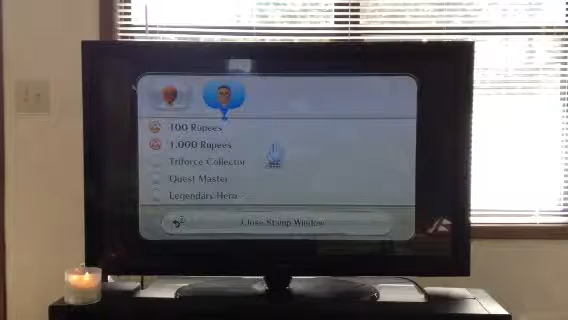 100 Rupees
1,000 Rupees
Triforce Collector
Quest Master
Legendary Hero
Close Stamp Window